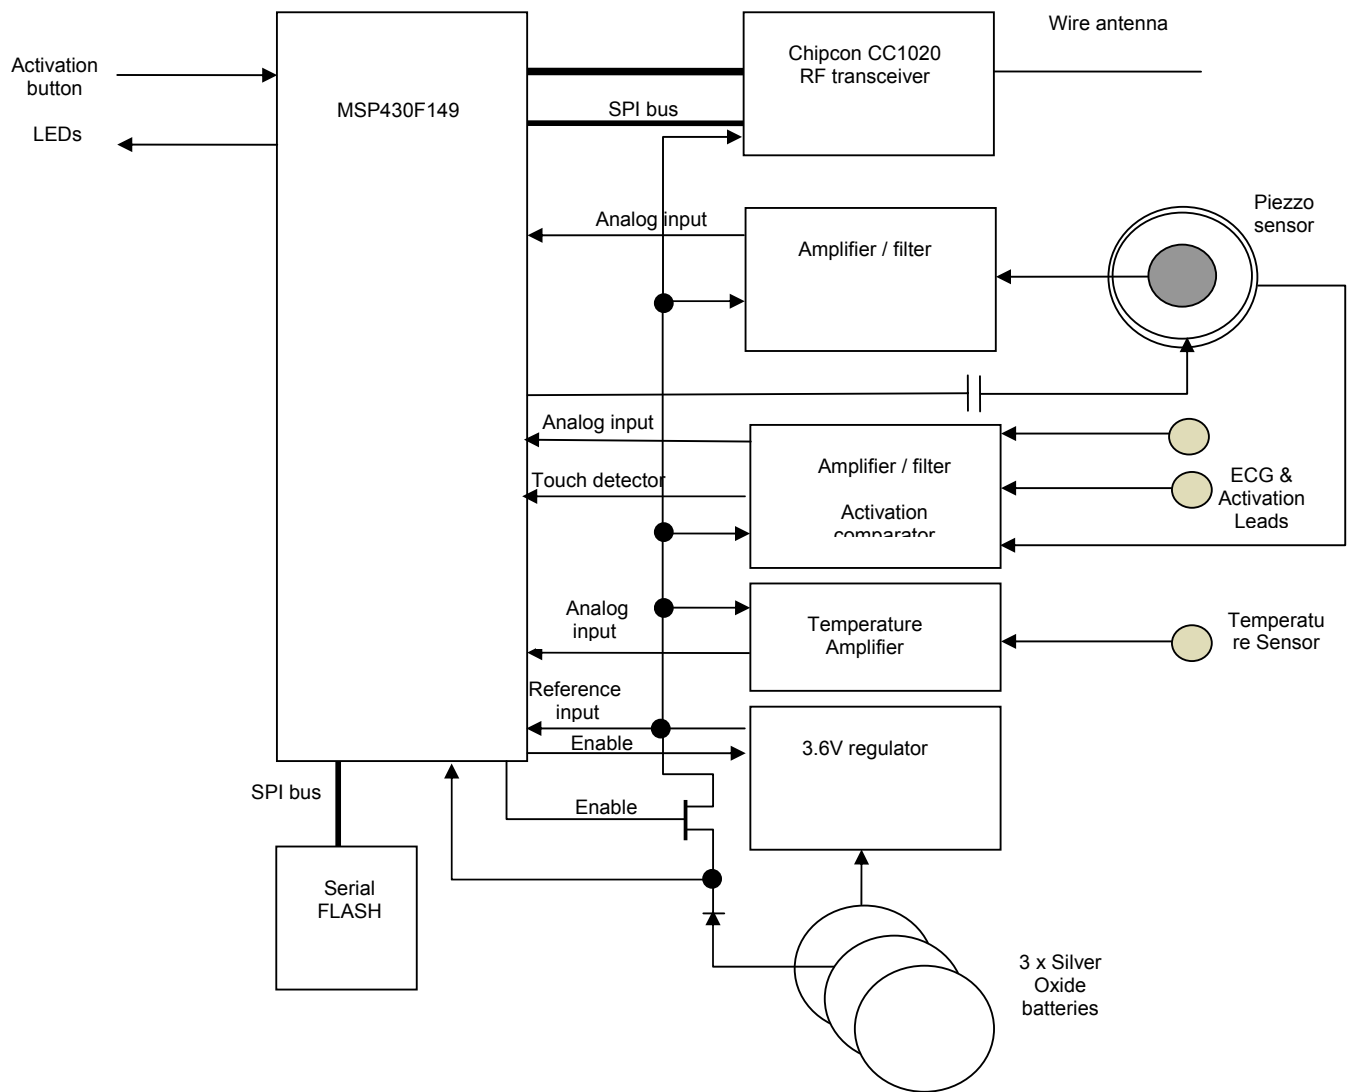 Activation
button
LEDs
MSP430F149
SPI bus
Chipcon CC1020
RF transceiver
Wire antenna
Analog input
Amplifier / filter
Piezzo
sensor
Analog input
Touch detector
Amplifier / filter
Activation
comparator
ECG &
Activation
Leads
Analog
input
Temperature
Amplifier
Temperatu
re Sensor
Reference
input
Enable
3.6V regulator
SPI bus
Enable
Serial
FLASH
3 x Silver
Oxide
batteries